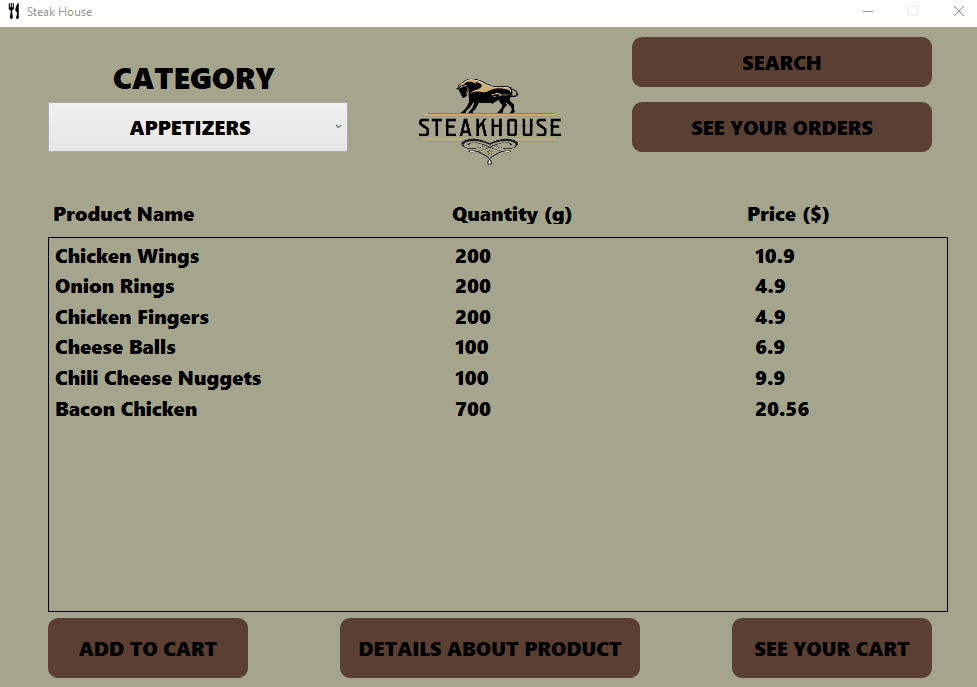 Steak House
CATEGORY
APPETIZERS
STEAKHOUSE
SEARCH
SEE YOUR ORDERS
Product Name Quantity (g) Price ($)
Chicken Wings 200 10.9
Onion Rings 200 4.9
Chicken Fingers 200 4.9
Cheese Balls 100 6.9
Chili Cheese Nuggets 100 9.9
Bacon Chicken 700 20.56
ADD TO CART DETAILS ABOUT PRODUCT SEE YOUR CART